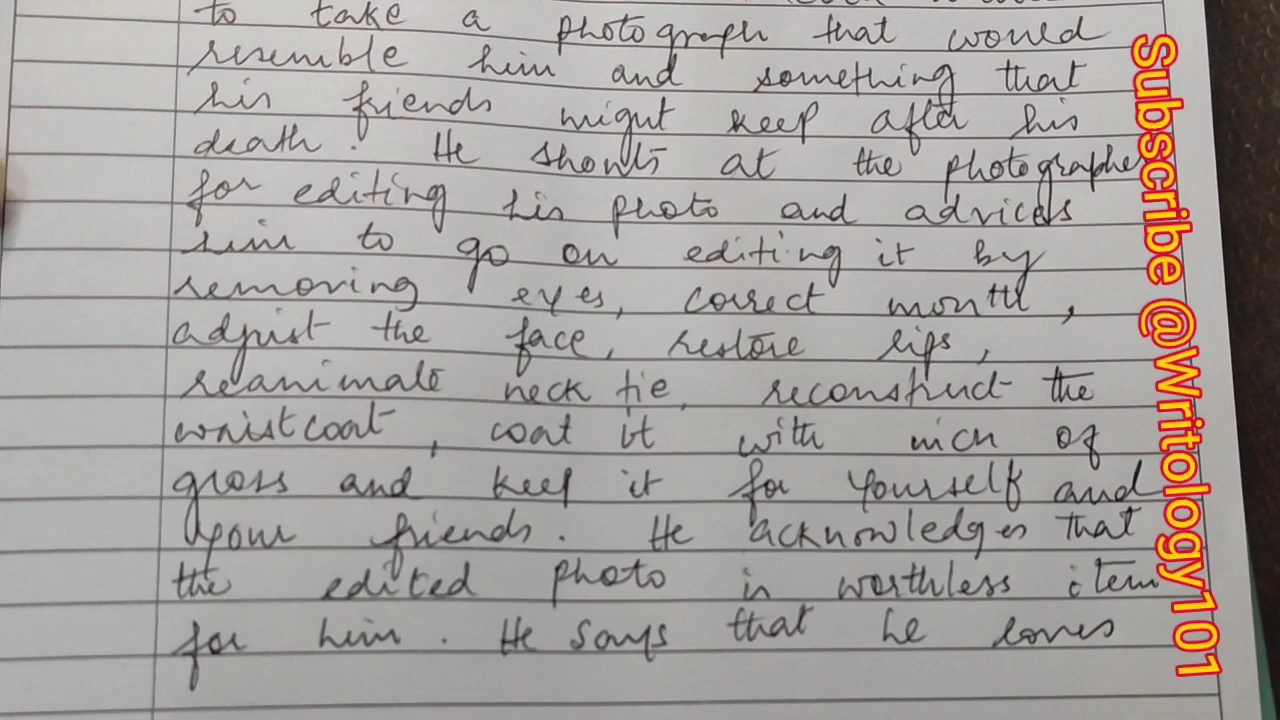 to take a photograph that would
resemble him and something that
his friends might keep after his
death. He shouts at the photographer
for editing his photo and advices
him to go on editing it by
removing eyes, correct mouth,
adjust the face, restore lips,
reanimate neck tie, reconstruct the
waistcoat, coat it with inch of
gross and keep it for yourself and
your friends. He acknowledges that
the edited photo is worthless item
for him. He says that he loves
Subscribe @Writology101